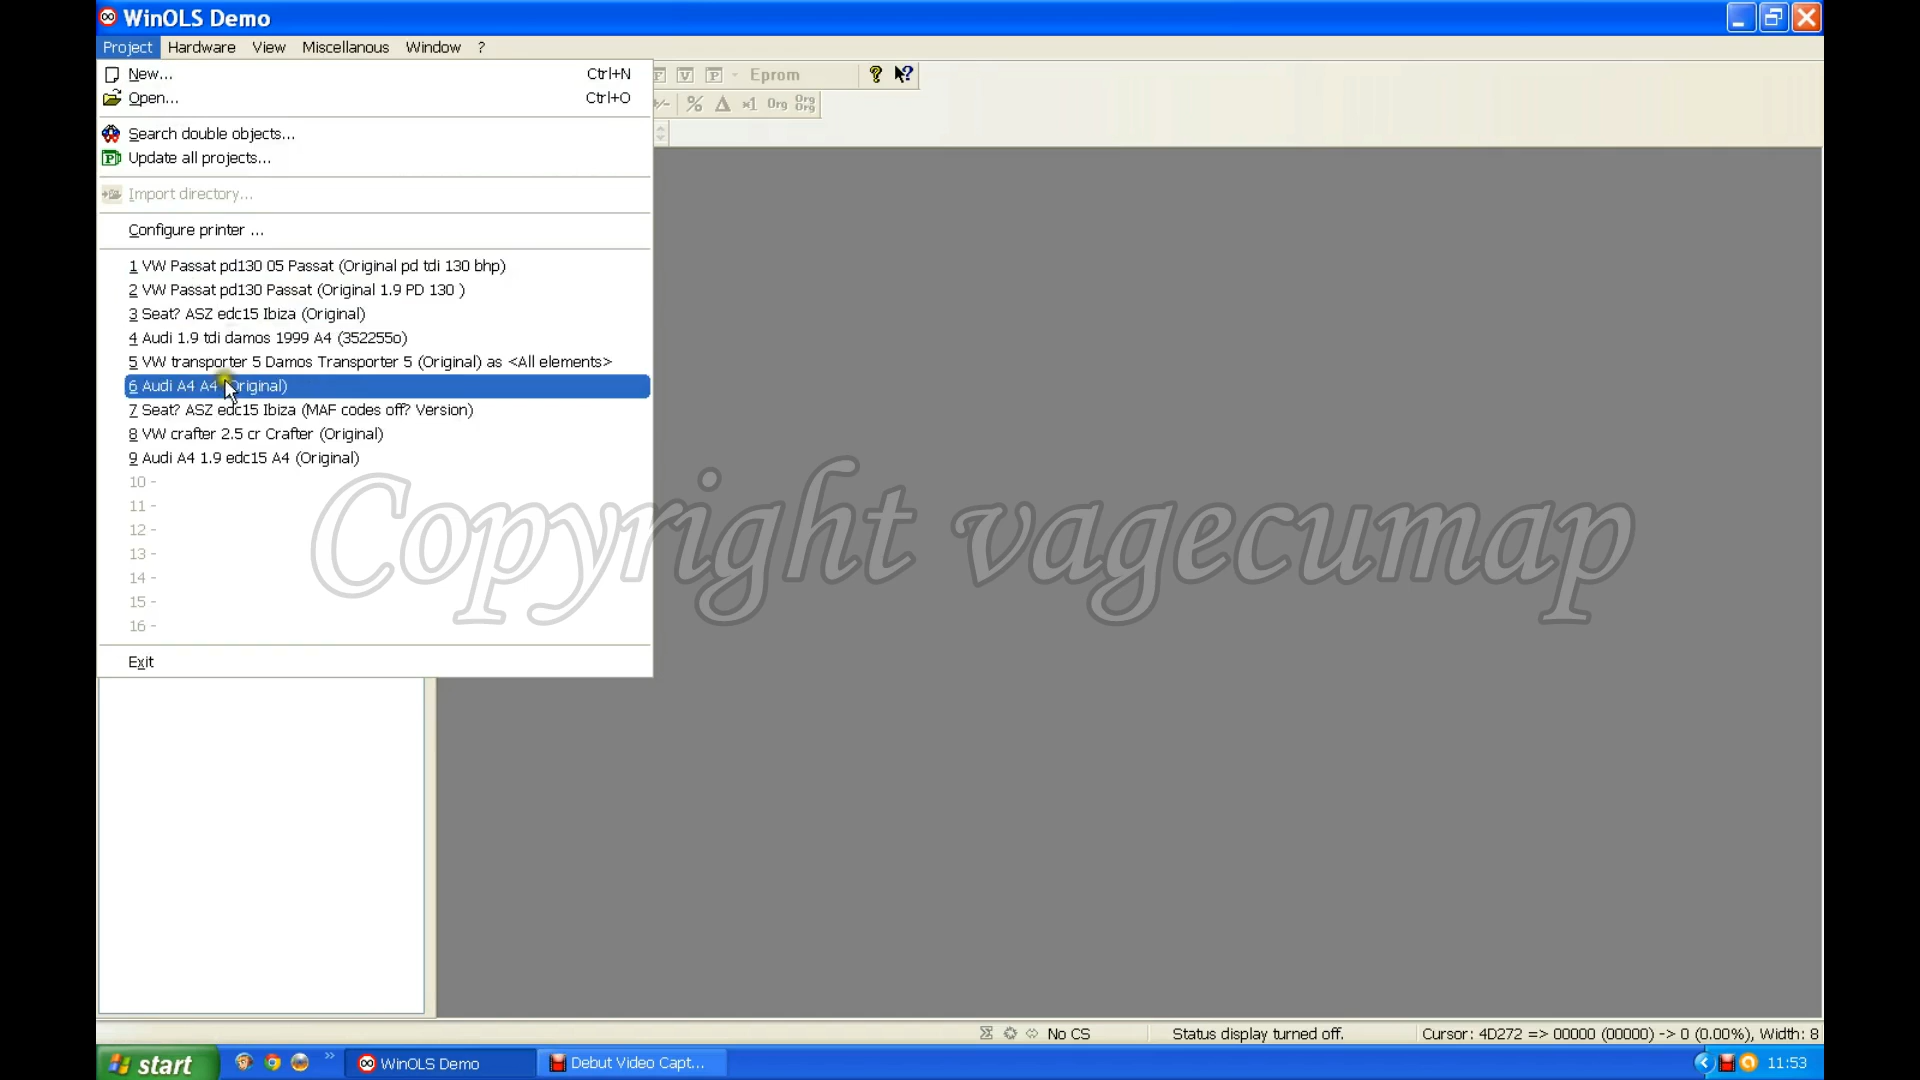 WinOLS Demo
Project Hardware View Miscellanous Window ?
New... Ctrl+N
Open... Ctrl+O
Eprom
% Δ x1 Org Org Org
Search double objects...
Update all projects...
Import directory...
Configure printer ...
1 VW Passat pd130 05 Passat (Original pd tdi 130 bhp)
2 VW Passat pd130 Passat (Original 1.9 PD 130 )
3 Seat? ASZ edc15 Ibiza (Original)
4 Audi 1.9 tdi damos 1999 A4 (352255o)
5 VW transporter 5 Damos Transporter 5 (Original) as <All elements>
6 Audi A4 A4 (Original)
7 Seat? ASZ edc15 Ibiza (MAF codes off? Version)
8 VW crafter 2.5 cr Crafter (Original)
9 Audi A4 1.9 edc15 A4 (Original)
10 -
11 -
12 -
13 -
14 -
15 -
16 -
Exit
Copyright vagecumap
No CS Status display turned off. Cursor: 4D272 => 00000 (00000) -> 0 (0.00%), Width: 8
start WinOLS Demo Debut Video Capt... 11:53